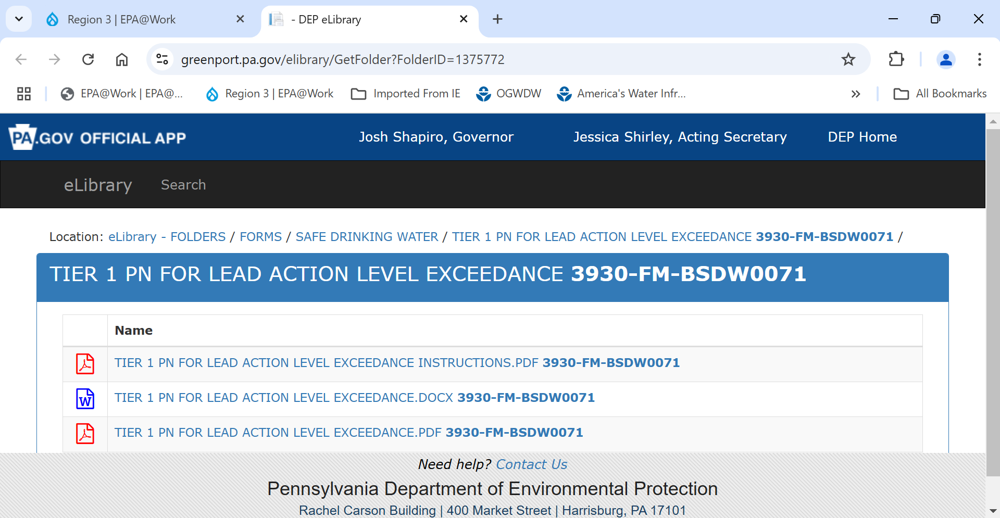 Region 3 | EPA@Work
- DEP eLibrary
greenport.pa.gov/elibrary/GetFolder?FolderID=1375772
EPA@Work | EPA@... Region 3 | EPA@Work Imported From IE OGWDW America's Water Infr... All Bookmarks
PA.GOV OFFICIAL APP Josh Shapiro, Governor Jessica Shirley, Acting Secretary DEP Home
eLibrary Search
Location: eLibrary - FOLDERS / FORMS / SAFE DRINKING WATER / TIER 1 PN FOR LEAD ACTION LEVEL EXCEEDANCE 3930-FM-BSDW0071 /
TIER 1 PN FOR LEAD ACTION LEVEL EXCEEDANCE 3930-FM-BSDW0071
Name
TIER 1 PN FOR LEAD ACTION LEVEL EXCEEDANCE INSTRUCTIONS.PDF 3930-FM-BSDW0071
W TIER 1 PN FOR LEAD ACTION LEVEL EXCEEDANCE.DOCX 3930-FM-BSDW0071
TIER 1 PN FOR LEAD ACTION LEVEL EXCEEDANCE.PDF 3930-FM-BSDW0071
Need help? Contact Us
Pennsylvania Department of Environmental Protection
Rachel Carson Building | 400 Market Street | Harrisburg, PA 17101